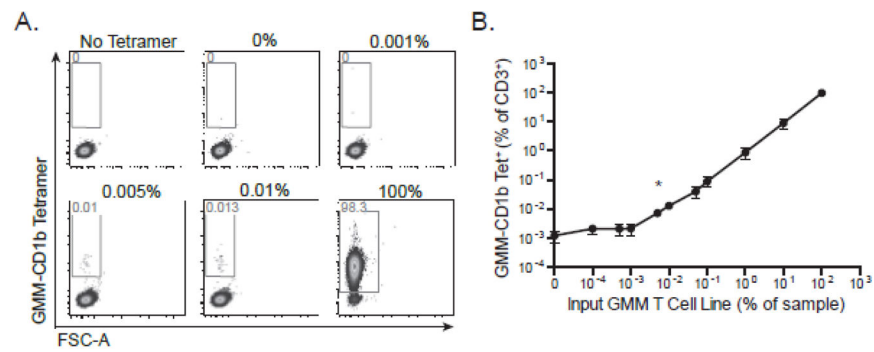 A.
No Tetramer 0% 0.001%
0 0 0
0.005% 0.01% 100%
0.01 0.013 98.3
GMM-CD1b Tetramer
FSC-A
B.
GMM-CD1b Tet⁺ (% of CD3⁺)
10³
10²
10¹
10⁰
10⁻¹
10⁻²
10⁻³
10⁻⁴
*
0 10⁻⁴ 10⁻³ 10⁻² 10⁻¹ 10⁰ 10¹ 10² 10³
Input GMM T Cell Line (% of sample)